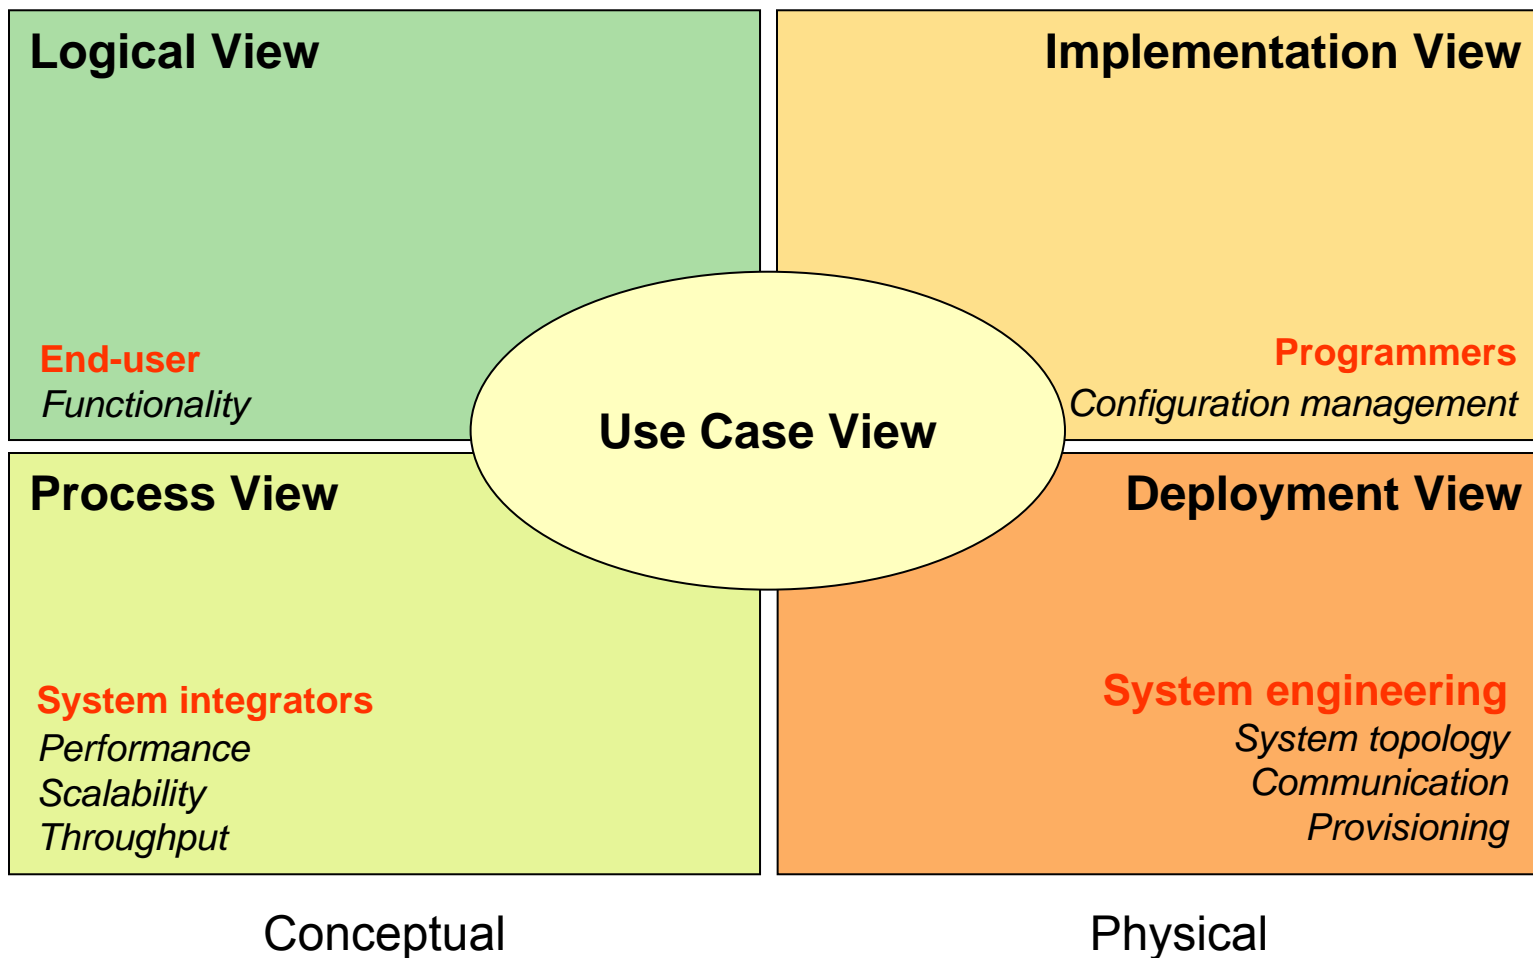 Logical View
End-user
Functionality
Implementation View
Programmers
Configuration management
Use Case View
Process View
System integrators
Performance
Scalability
Throughput
Deployment View
System engineering
System topology
Communication
Provisioning
Conceptual
Physical